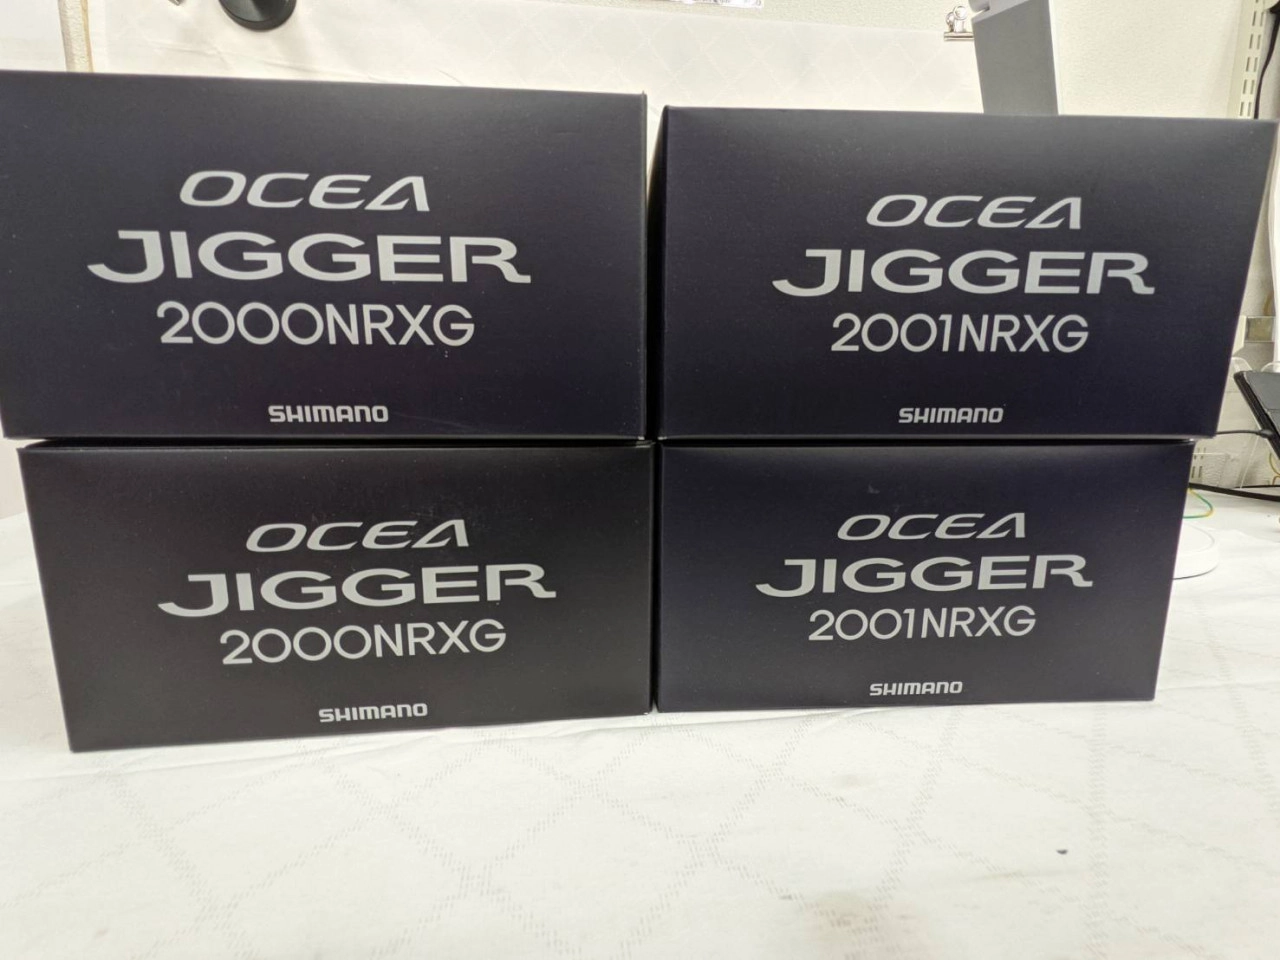 OCEA
JIGGER
2000NRXG
SHIMANO
OCEA
JIGGER
2001NRXG
SHIMANO
OCEA
JIGGER
2000NRXG
SHIMANO
OCEA
JIGGER
2001NRXG
SHIMANO